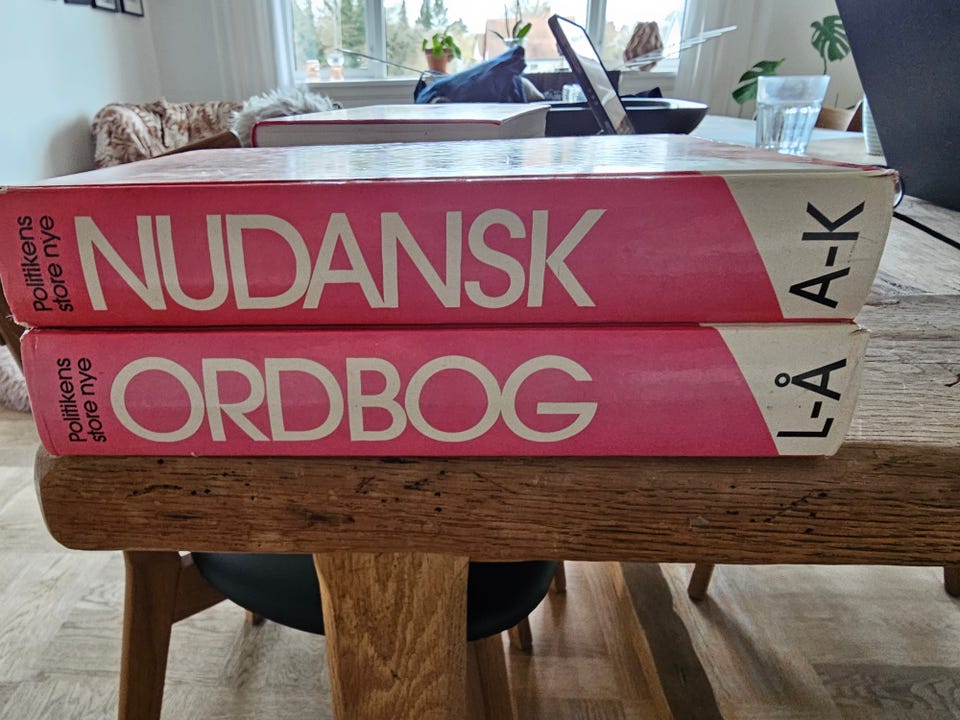 Politikens
store nye
NUDANSK
A-K
Politikens
store nye
ORDBOG
L-Å